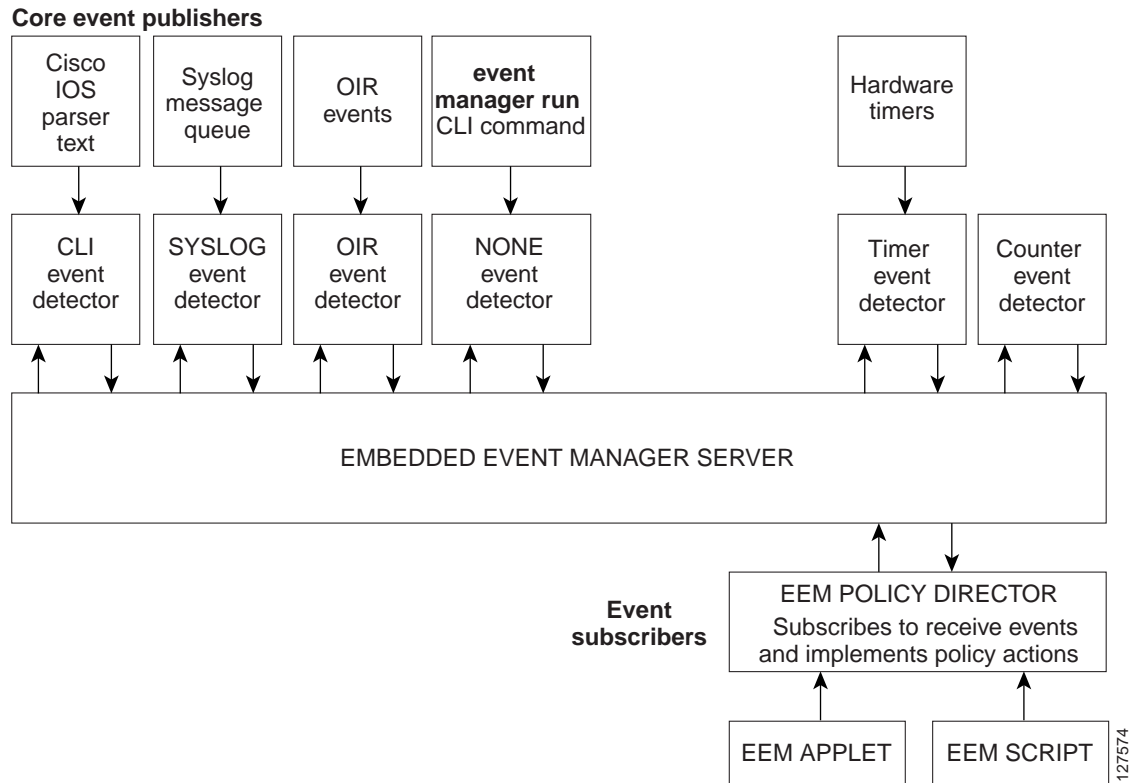 Core event publishers
Cisco
IOS
parser
text
Syslog
message
queue
OIR
events
event
manager run
CLI command
Hardware
timers
CLI
event
detector
SYSLOG
event
detector
OIR
event
detector
NONE
event
detector
Timer
event
detector
Counter
event
detector
EMBEDDED EVENT MANAGER SERVER
Event
subscribers
EEM POLICY DIRECTOR
Subscribes to receive events
and implements policy actions
EEM APPLET
EEM SCRIPT
127574